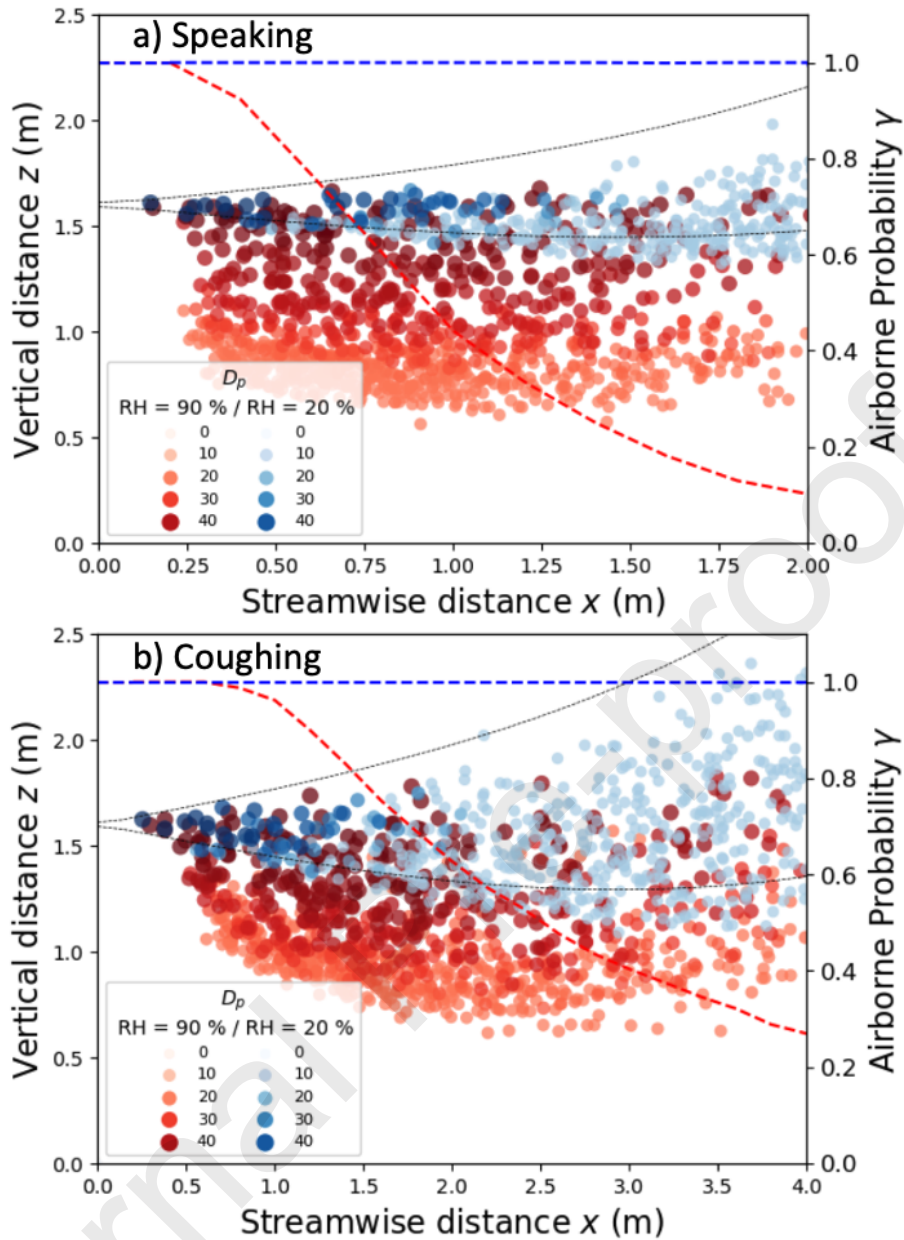 a) Speaking
2.5
2.0
1.5
1.0
0.5
0.0
Vertical distance z (m)
1.0
0.8
0.6
0.4
0.2
0.0
Airborne Probability γ
D_p
RH = 90 % / RH = 20 %
0 0
10 10
20 20
30 30
40 40
0.00 0.25 0.50 0.75 1.00 1.25 1.50 1.75 2.00
Streamwise distance x (m)
b) Coughing
2.5
2.0
1.5
1.0
0.5
0.0
Vertical distance z (m)
1.0
0.8
0.6
0.4
0.2
0.0
Airborne Probability γ
D_p
RH = 90 % / RH = 20 %
0 0
10 10
20 20
30 30
40 40
0.0 0.5 1.0 1.5 2.0 2.5 3.0 3.5 4.0
Streamwise distance x (m)